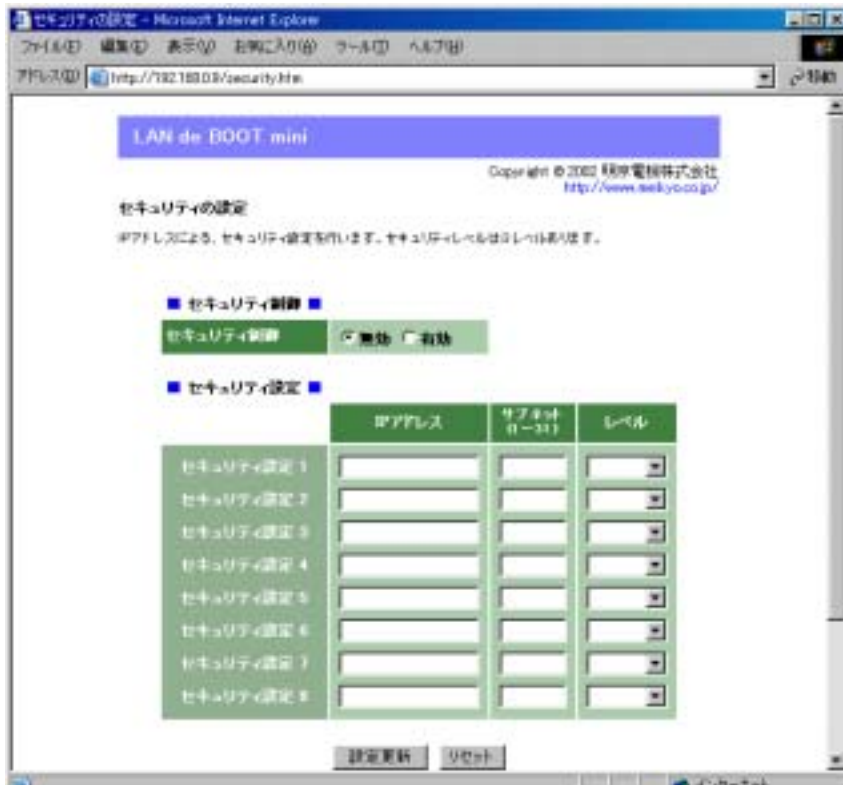 セキュリティの設定 - Microsoft Internet Explorer
ファイル(F) 編集(E) 表示(V) お気に入り(A) ツール(T) ヘルプ(H)
アドレス(D) http://192.168.0.9/security.htm 移動
LAN de BOOT mini
Copyright © 2002 明京電機株式会社
http://www.meikyo.co.jp/
セキュリティの設定
IPアドレスによる、セキュリティ設定を行います。セキュリティレベルは3レベルあります。
■ セキュリティ制御 ■
セキュリティ制御 無効 有効
■ セキュリティ設定 ■
IPアドレス サブネット (1-31) レベル
セキュリティ設定 1
セキュリティ設定 2
セキュリティ設定 3
セキュリティ設定 4
セキュリティ設定 5
セキュリティ設定 6
セキュリティ設定 7
セキュリティ設定 8
設定更新 リセット
インターネット